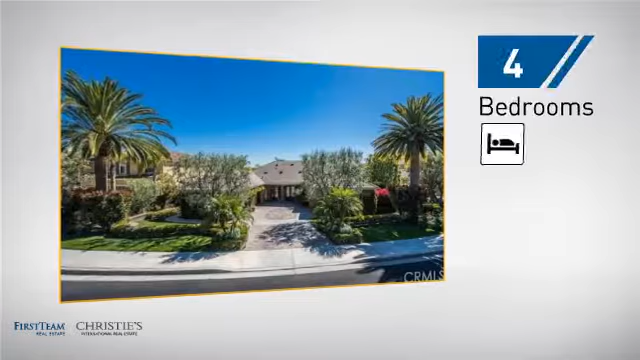 4
Bedrooms
CRMLS
FIRSTTEAM CHRISTIE'S
REAL ESTATE INTERNATIONAL REAL ESTATE